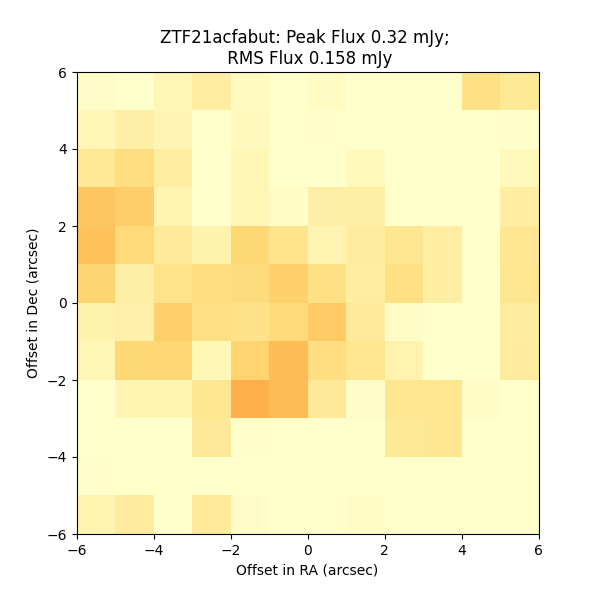 ZTF21acfabut: Peak Flux 0.32 mJy;
RMS Flux 0.158 mJy
6
4
2
0
−2
−4
−6
Offset in Dec (arcsec)
−6 −4 −2 0 2 4 6
Offset in RA (arcsec)